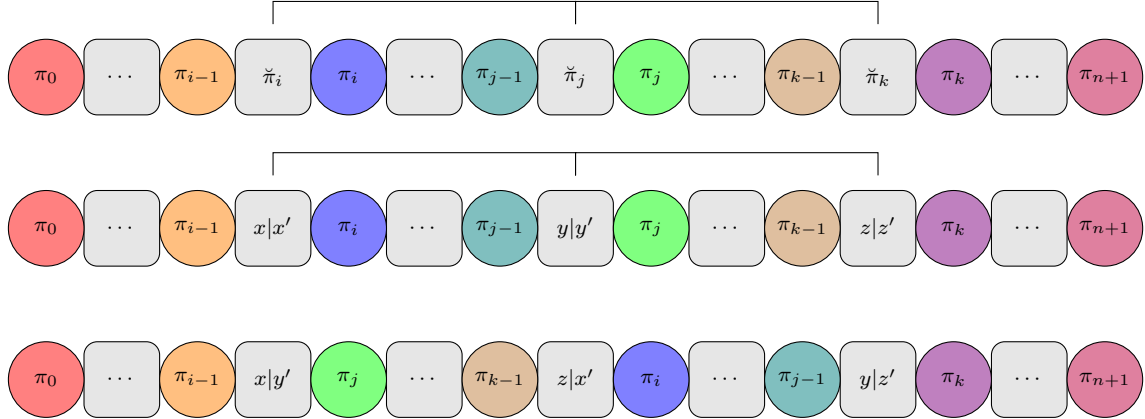 π₀ ⋯ πᵢ₋₁ π̆ᵢ πᵢ ⋯ πⱼ₋₁ π̆ⱼ πⱼ ⋯ πₖ₋₁ π̆ₖ πₖ ⋯ πₙ₊₁
π₀ ⋯ πᵢ₋₁ x|x′ πᵢ ⋯ πⱼ₋₁ y|y′ πⱼ ⋯ πₖ₋₁ z|z′ πₖ ⋯ πₙ₊₁
π₀ ⋯ πᵢ₋₁ x|y′ πⱼ ⋯ πₖ₋₁ z|x′ πᵢ ⋯ πⱼ₋₁ y|z′ πₖ ⋯ πₙ₊₁